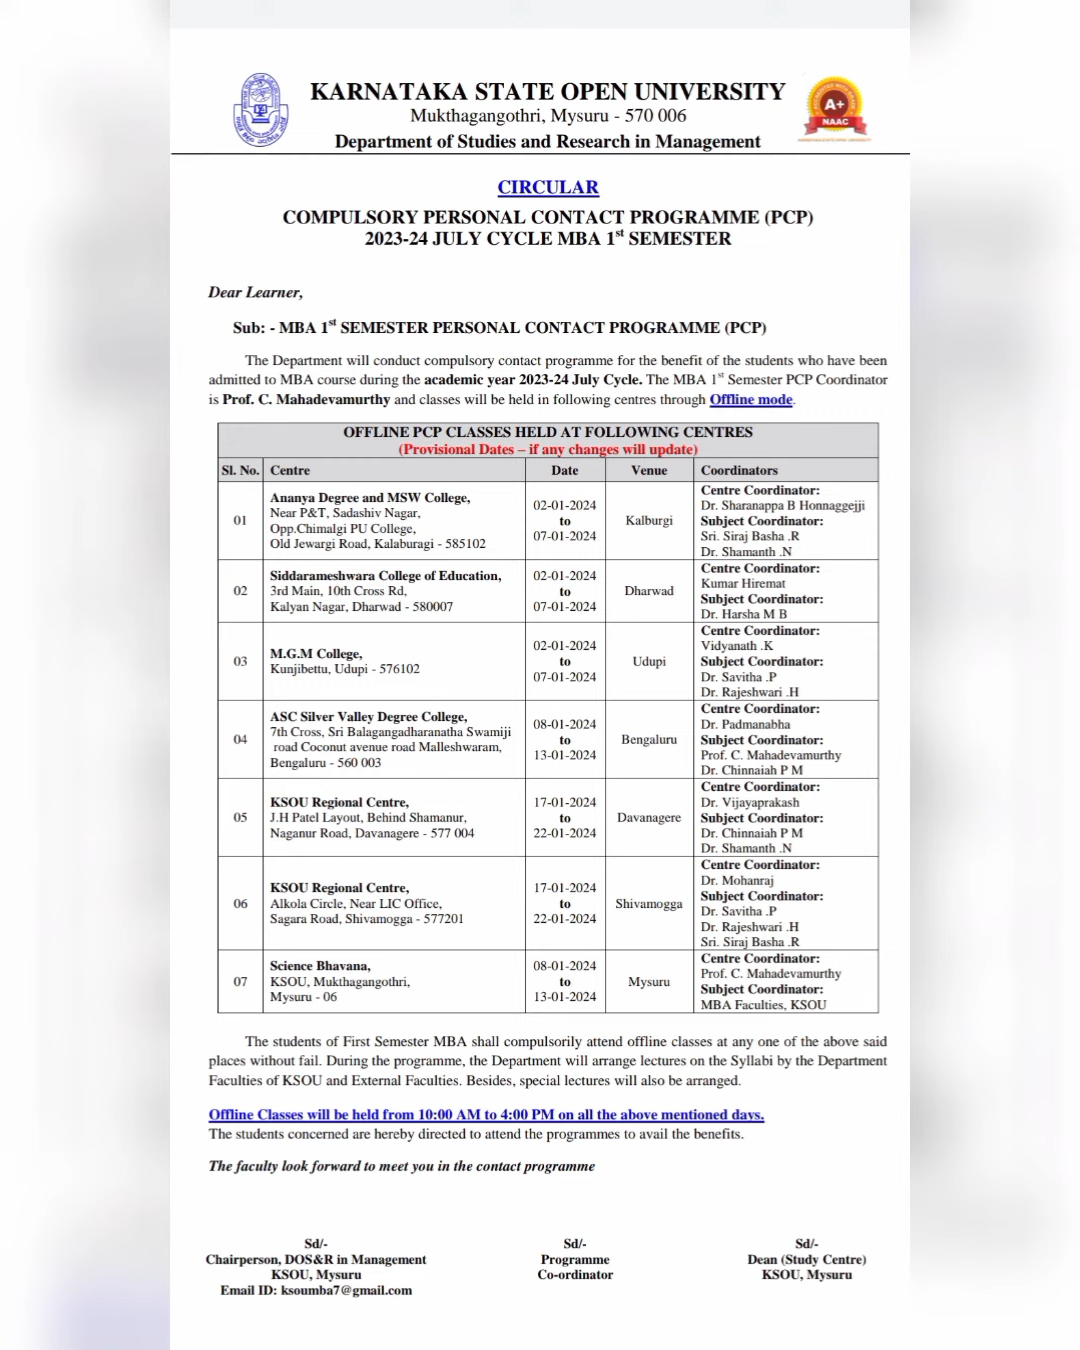 KARNATAKA STATE OPEN UNIVERSITY
Mukthagangothri, Mysuru - 570 006
Department of Studies and Research in Management
A+
NAAC
CIRCULAR
COMPULSORY PERSONAL CONTACT PROGRAMME (PCP)
2023-24 JULY CYCLE MBA 1st SEMESTER
Dear Learner,
Sub: - MBA 1st SEMESTER PERSONAL CONTACT PROGRAMME (PCP)
The Department will conduct compulsory contact programme for the benefit of the students who have been
admitted to MBA course during the academic year 2023-24 July Cycle. The MBA 1st Semester PCP Coordinator
is Prof. C. Mahadevamurthy and classes will be held in following centres through Offline mode.
OFFLINE PCP CLASSES HELD AT FOLLOWING CENTRES
(Provisional Dates – if any changes will update)
Sl. No. Centre Date Venue Coordinators
01
Ananya Degree and MSW College,
Near P&T, Sadashiv Nagar,
Opp.Chimalgi PU College,
Old Jewargi Road, Kalaburagi - 585102
02-01-2024
to
07-01-2024
Kalburgi
Centre Coordinator:
Dr. Sharanappa B Honnaggejji
Subject Coordinator:
Sri. Siraj Basha .R
Dr. Shamanth .N
02
Siddarameshwara College of Education,
3rd Main, 10th Cross Rd,
Kalyan Nagar, Dharwad - 580007
02-01-2024
to
07-01-2024
Dharwad
Centre Coordinator:
Kumar Hiremat
Subject Coordinator:
Dr. Harsha M B
03
M.G.M College,
Kunjibettu, Udupi - 576102
02-01-2024
to
07-01-2024
Udupi
Centre Coordinator:
Vidyanath .K
Subject Coordinator:
Dr. Savitha .P
Dr. Rajeshwari .H
04
ASC Silver Valley Degree College,
7th Cross, Sri Balagangadharanatha Swamiji
road Coconut avenue road Malleshwaram,
Bengaluru - 560 003
08-01-2024
to
13-01-2024
Bengaluru
Centre Coordinator:
Dr. Padmanabha
Subject Coordinator:
Prof. C. Mahadevamurthy
Dr. Chinnaiah P M
05
KSOU Regional Centre,
J.H Patel Layout, Behind Shamanur,
Naganur Road, Davanagere - 577 004
17-01-2024
to
22-01-2024
Davanagere
Centre Coordinator:
Dr. Vijayaprakash
Subject Coordinator:
Dr. Chinnaiah P M
Dr. Shamanth .N
06
KSOU Regional Centre,
Alkola Circle, Near LIC Office,
Sagara Road, Shivamogga - 577201
17-01-2024
to
22-01-2024
Shivamogga
Centre Coordinator:
Dr. Mohanraj
Subject Coordinator:
Dr. Savitha .P
Dr. Rajeshwari .H
Sri. Siraj Basha .R
07
Science Bhavana,
KSOU, Mukthagangothri,
Mysuru - 06
08-01-2024
to
13-01-2024
Mysuru
Centre Coordinator:
Prof. C. Mahadevamurthy
Subject Coordinator:
MBA Faculties, KSOU
The students of First Semester MBA shall compulsorily attend offline classes at any one of the above said
places without fail. During the programme, the Department will arrange lectures on the Syllabi by the Department
Faculties of KSOU and External Faculties. Besides, special lectures will also be arranged.
Offline Classes will be held from 10:00 AM to 4:00 PM on all the above mentioned days.
The students concerned are hereby directed to attend the programmes to avail the benefits.
The faculty look forward to meet you in the contact programme
Sd/-
Chairperson, DOS&R in Management
KSOU, Mysuru
Email ID: ksoumba7@gmail.com
Sd/-
Programme
Co-ordinator
Sd/-
Dean (Study Centre)
KSOU, Mysuru